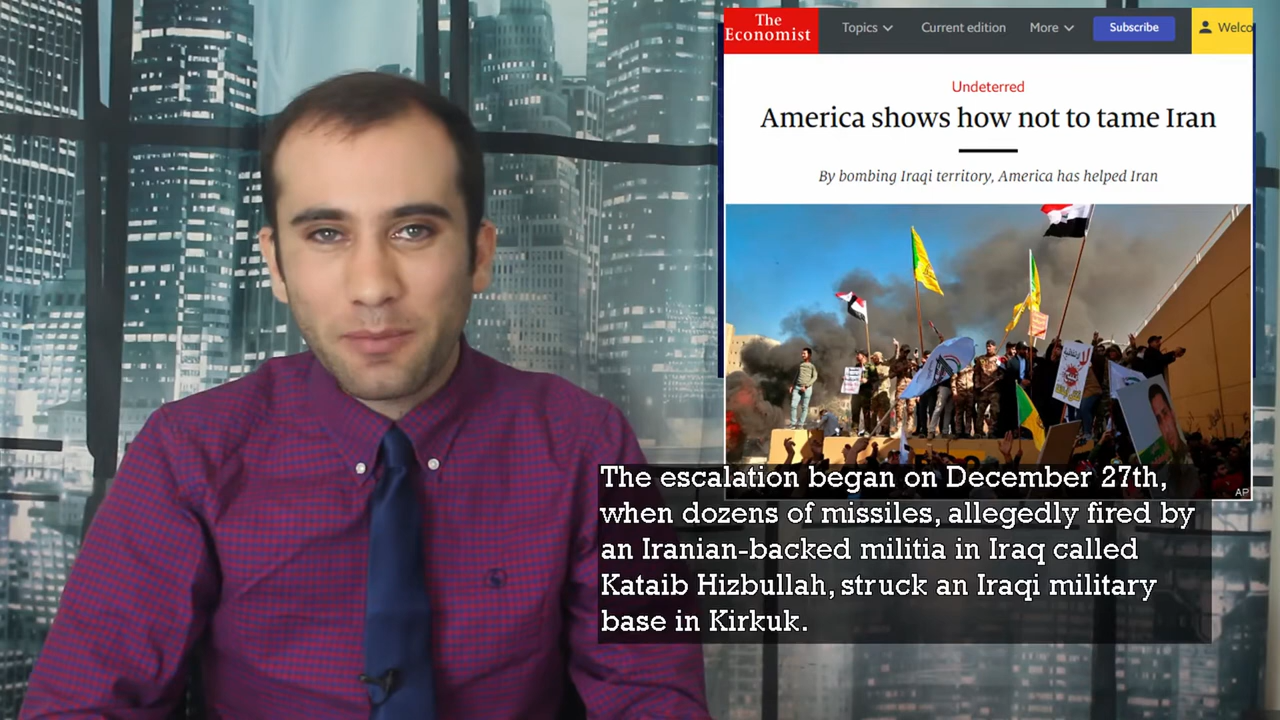 The
Economist
Topics
Current edition
More
Subscribe
Welco
Undeterred
America shows how not to tame Iran
By bombing Iraqi territory, America has helped Iran
AP
The escalation began on December 27th,
when dozens of missiles, allegedly fired by
an Iranian-backed militia in Iraq called
Kataib Hizbullah, struck an Iraqi military
base in Kirkuk.